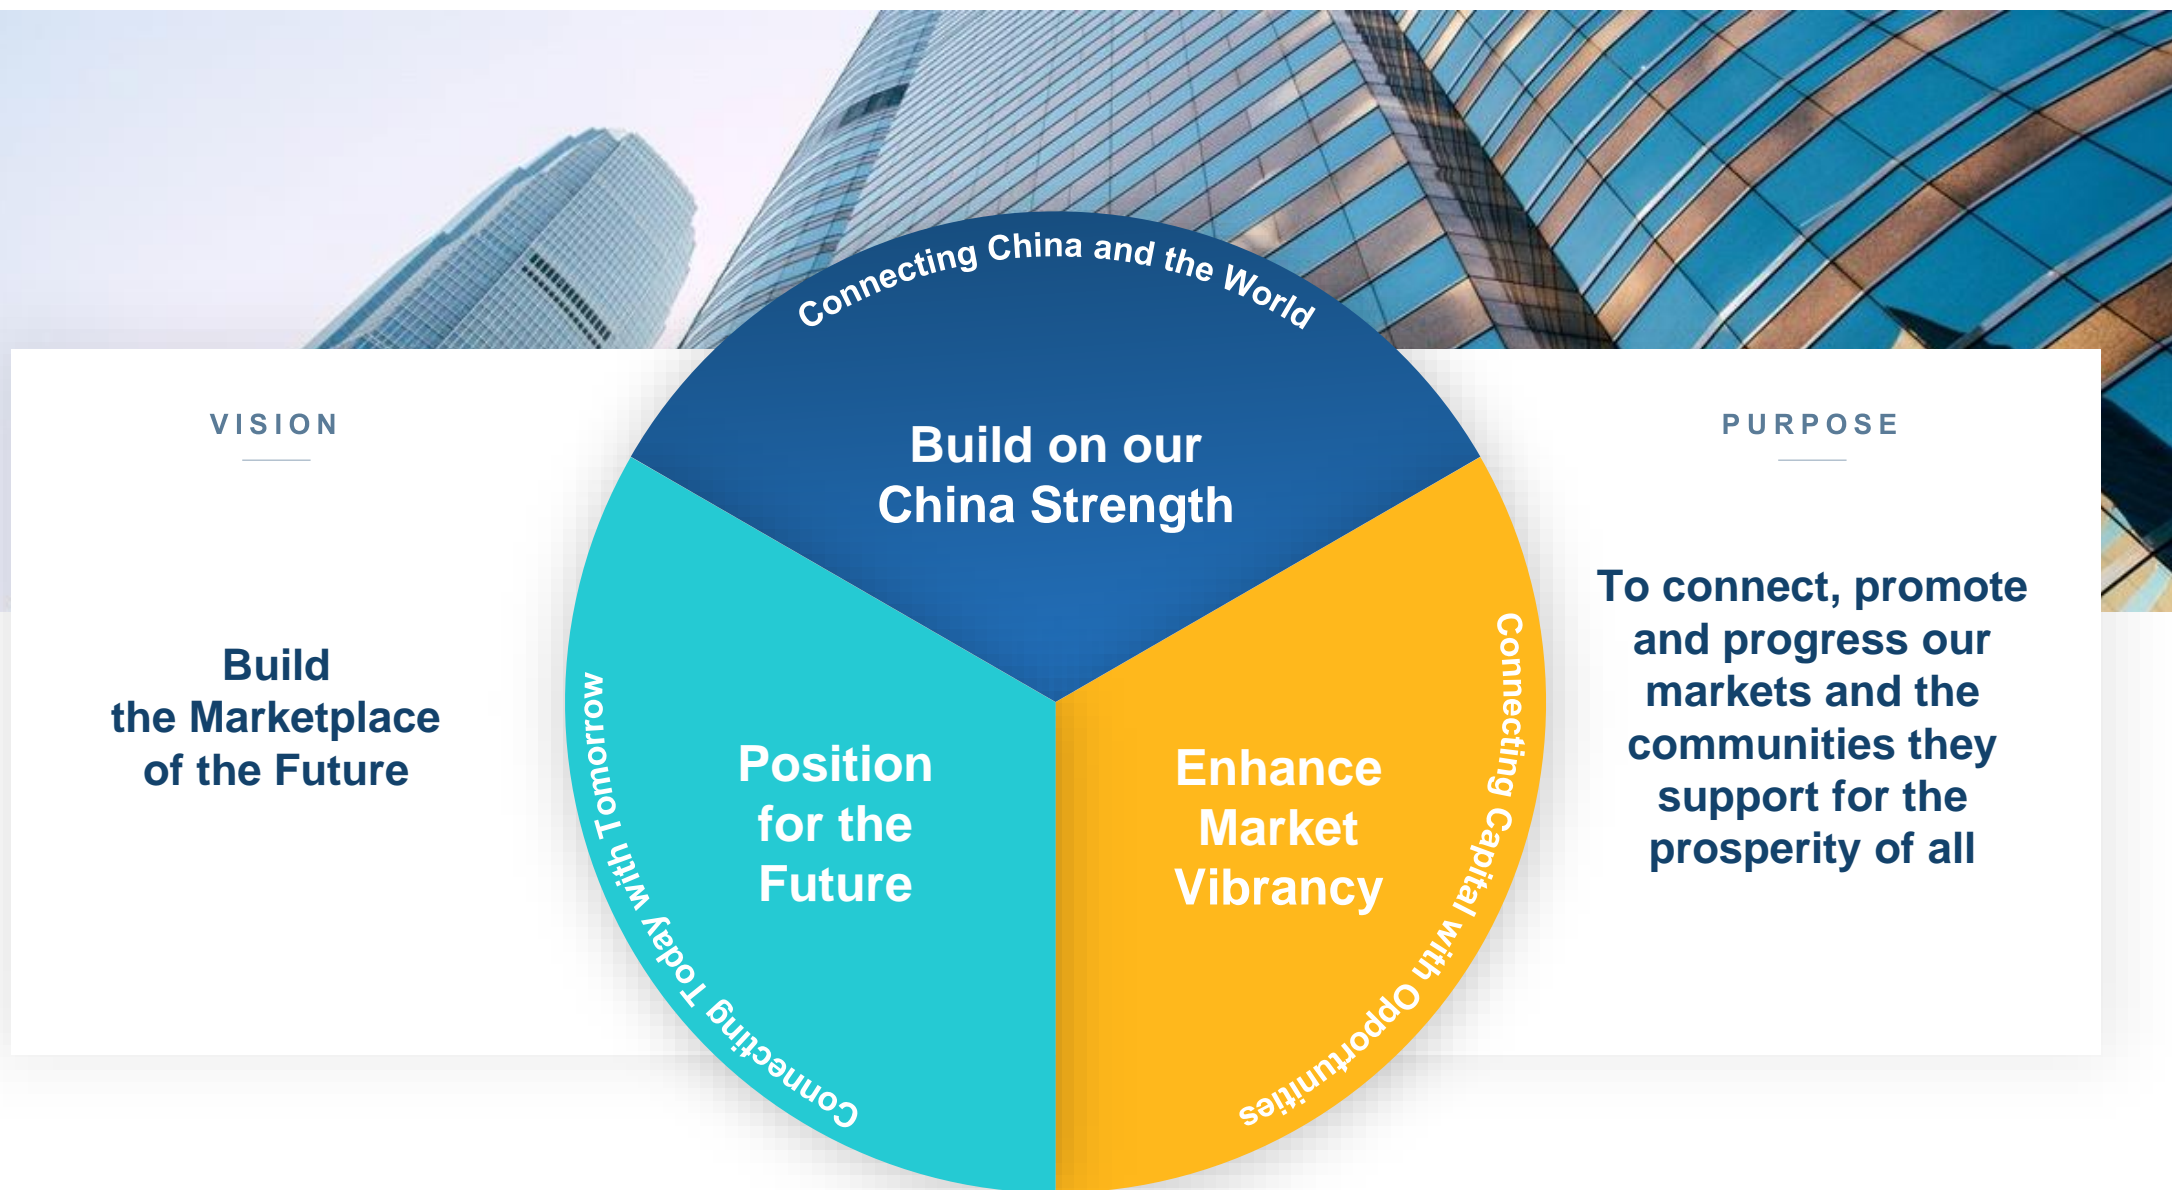 VISION
Build
the Marketplace
of the Future
Connecting China and the World
Build on our
China Strength
Connecting Today with Tomorrow
Position
for the
Future
Connecting Capital with Opportunities
Enhance
Market
Vibrancy
PURPOSE
To connect, promote
and progress our
markets and the
communities they
support for the
prosperity of all